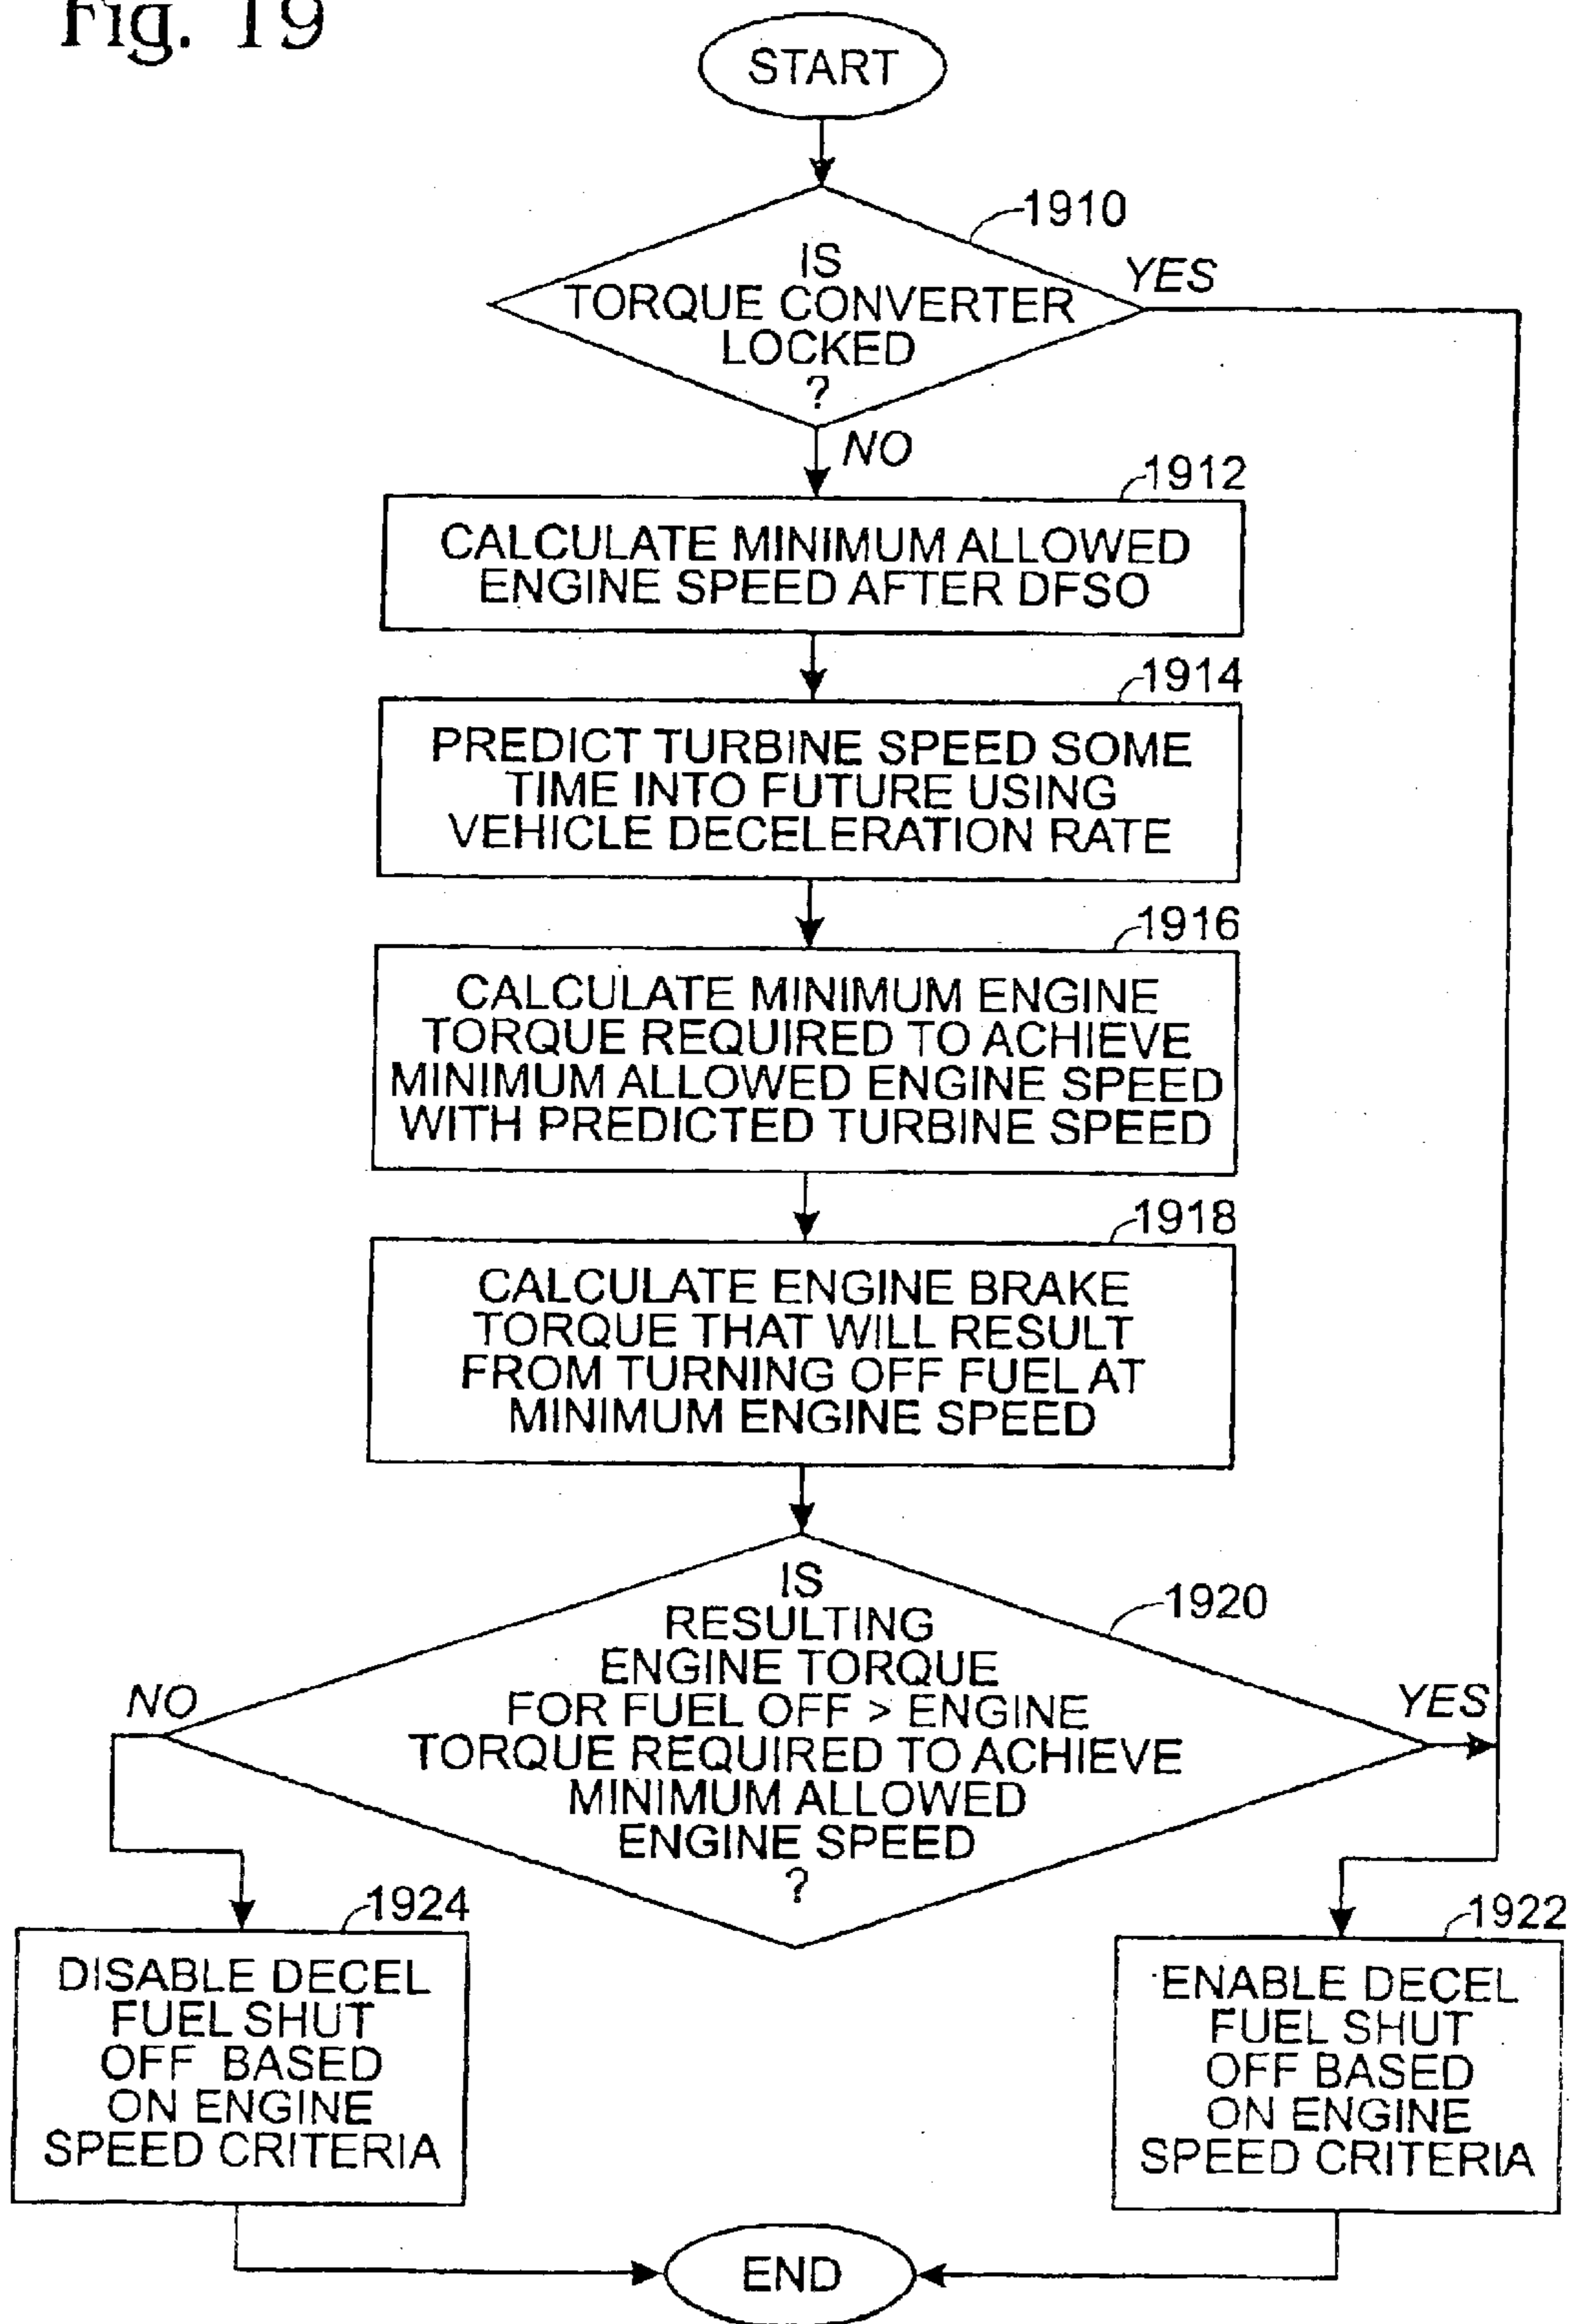 Fig. 19
START
1910
IS
TORQUE CONVERTER
LOCKED
?
YES
NO
1912
CALCULATE MINIMUM ALLOWED
ENGINE SPEED AFTER DFSO
1914
PREDICT TURBINE SPEED SOME
TIME INTO FUTURE USING
VEHICLE DECELERATION RATE
1916
CALCULATE MINIMUM ENGINE
TORQUE REQUIRED TO ACHIEVE
MINIMUM ALLOWED ENGINE SPEED
WITH PREDICTED TURBINE SPEED
1918
CALCULATE ENGINE BRAKE
TORQUE THAT WILL RESULT
FROM TURNING OFF FUEL AT
MINIMUM ENGINE SPEED
1920
IS
RESULTING
ENGINE TORQUE
FOR FUEL OFF > ENGINE
TORQUE REQUIRED TO ACHIEVE
MINIMUM ALLOWED
ENGINE SPEED
?
NO
YES
1924
DISABLE DECEL
FUEL SHUT
OFF BASED
ON ENGINE
SPEED CRITERIA
1922
ENABLE DECEL
FUEL SHUT
OFF BASED
ON ENGINE
SPEED CRITERIA
END